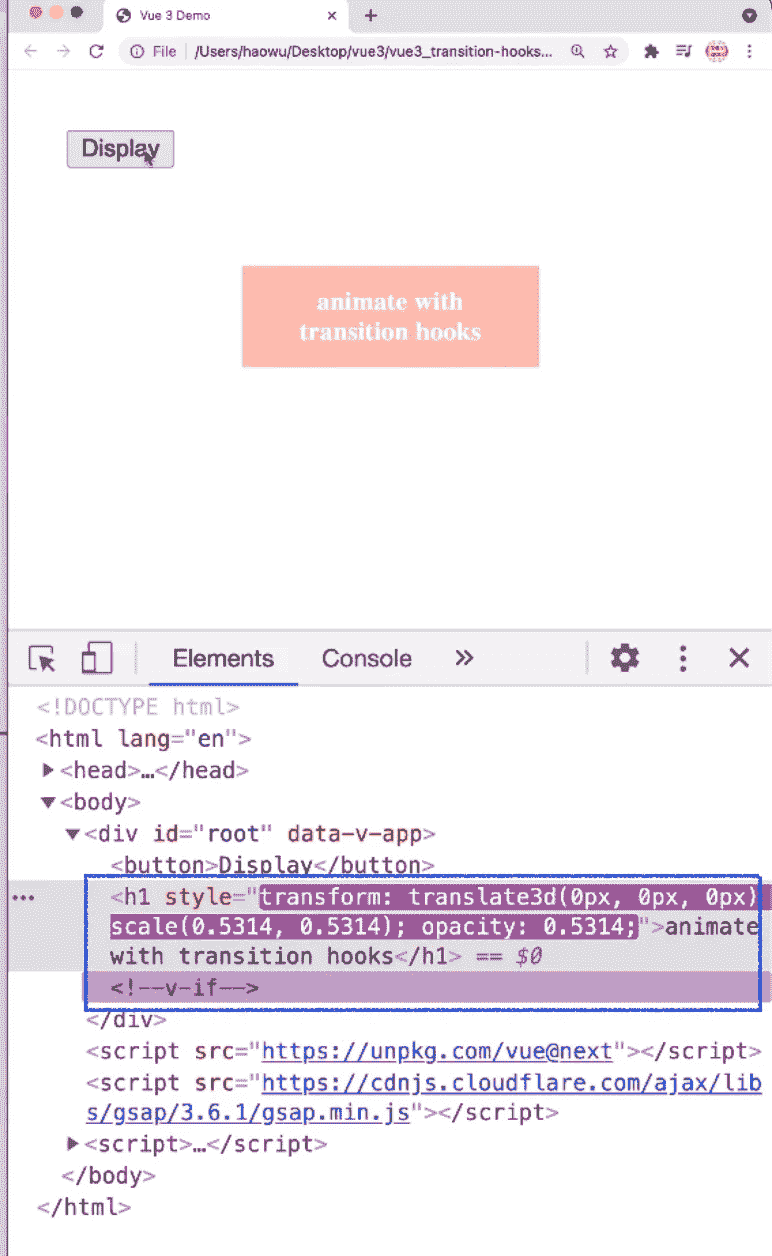 Vue 3 Demo
File /Users/haowu/Desktop/vue3/vue3_transition-hooks...
Display
animate with
transition hooks
Elements Console
<!DOCTYPE html>
<html lang="en">
<head>…</head>
<body>
<div id="root" data-v-app>
<button>Display</button>
<h1 style="transform: translate3d(0px, 0px, 0px)
scale(0.5314, 0.5314); opacity: 0.5314;">animate
with transition hooks</h1> == $0
<!--v-if-->
</div>
<script src="https://unpkg.com/vue@next"></script>
<script src="https://cdnjs.cloudflare.com/ajax/lib
s/gsap/3.6.1/gsap.min.js"></script>
<script>…</script>
</body>
</html>